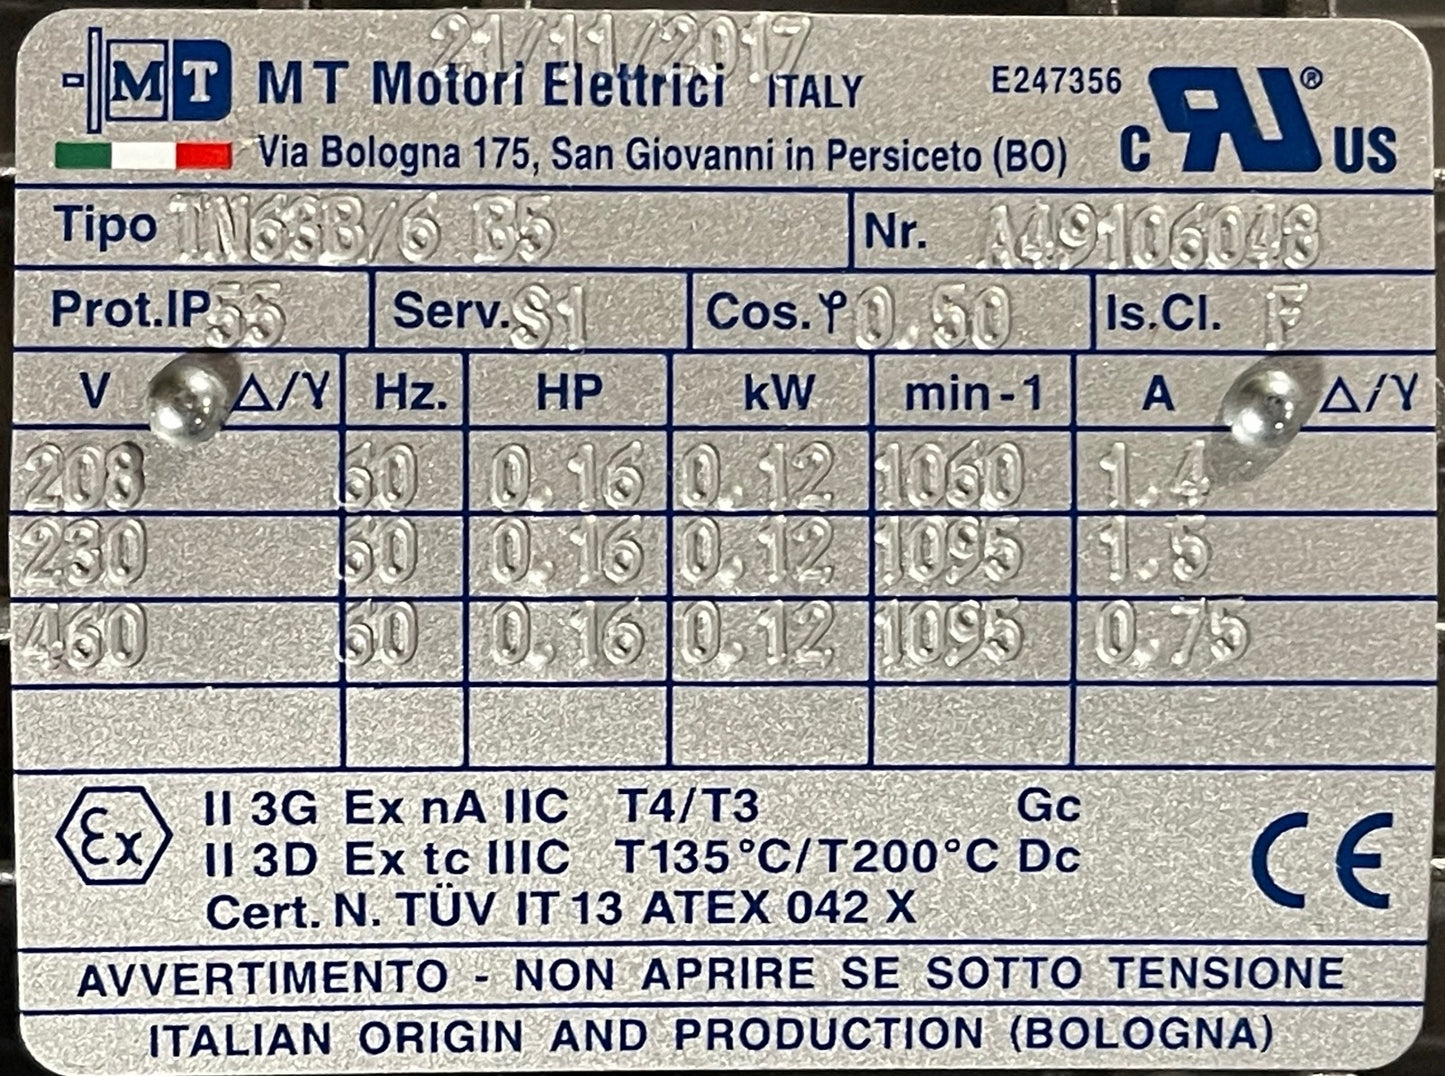 21/11/2017
MT MT Motori Elettrici ITALY E247356 ®
Via Bologna 175, San Giovanni in Persiceto (BO) C RU US
Tipo TN63B/6 B5 Nr. A49106048
Prot.IP 55 Serv. S1 Cos.φ 0.50 Is.Cl. F
V Δ/Y Hz. HP kW min-1 A Δ/Y
208 60 0.16 0.12 1060 1.4
230 60 0.16 0.12 1095 1.5
460 60 0.16 0.12 1095 0.75
Ex II 3G Ex nA IIC T4/T3 Gc
II 3D Ex tc IIIC T135°C/T200°C Dc CE
Cert. N. TÜV IT 13 ATEX 042 X
AVVERTIMENTO - NON APRIRE SE SOTTO TENSIONE
ITALIAN ORIGIN AND PRODUCTION (BOLOGNA)